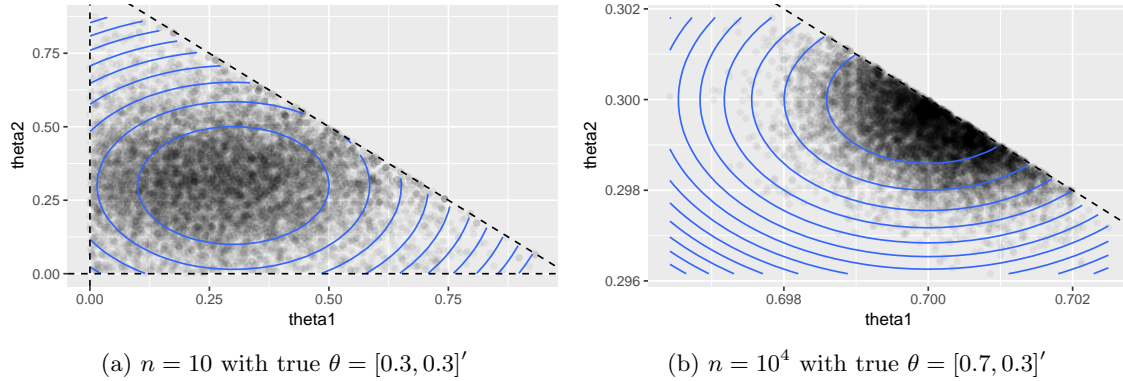 0.75
0.50
0.25
0.00
theta2
0.00
0.25
0.50
0.75
theta1
0.302
0.300
0.298
0.296
theta2
0.698
0.700
0.702
theta1
(a) n = 10 with true θ = [0.3, 0.3]′
(b) n = 10⁴ with true θ = [0.7, 0.3]′